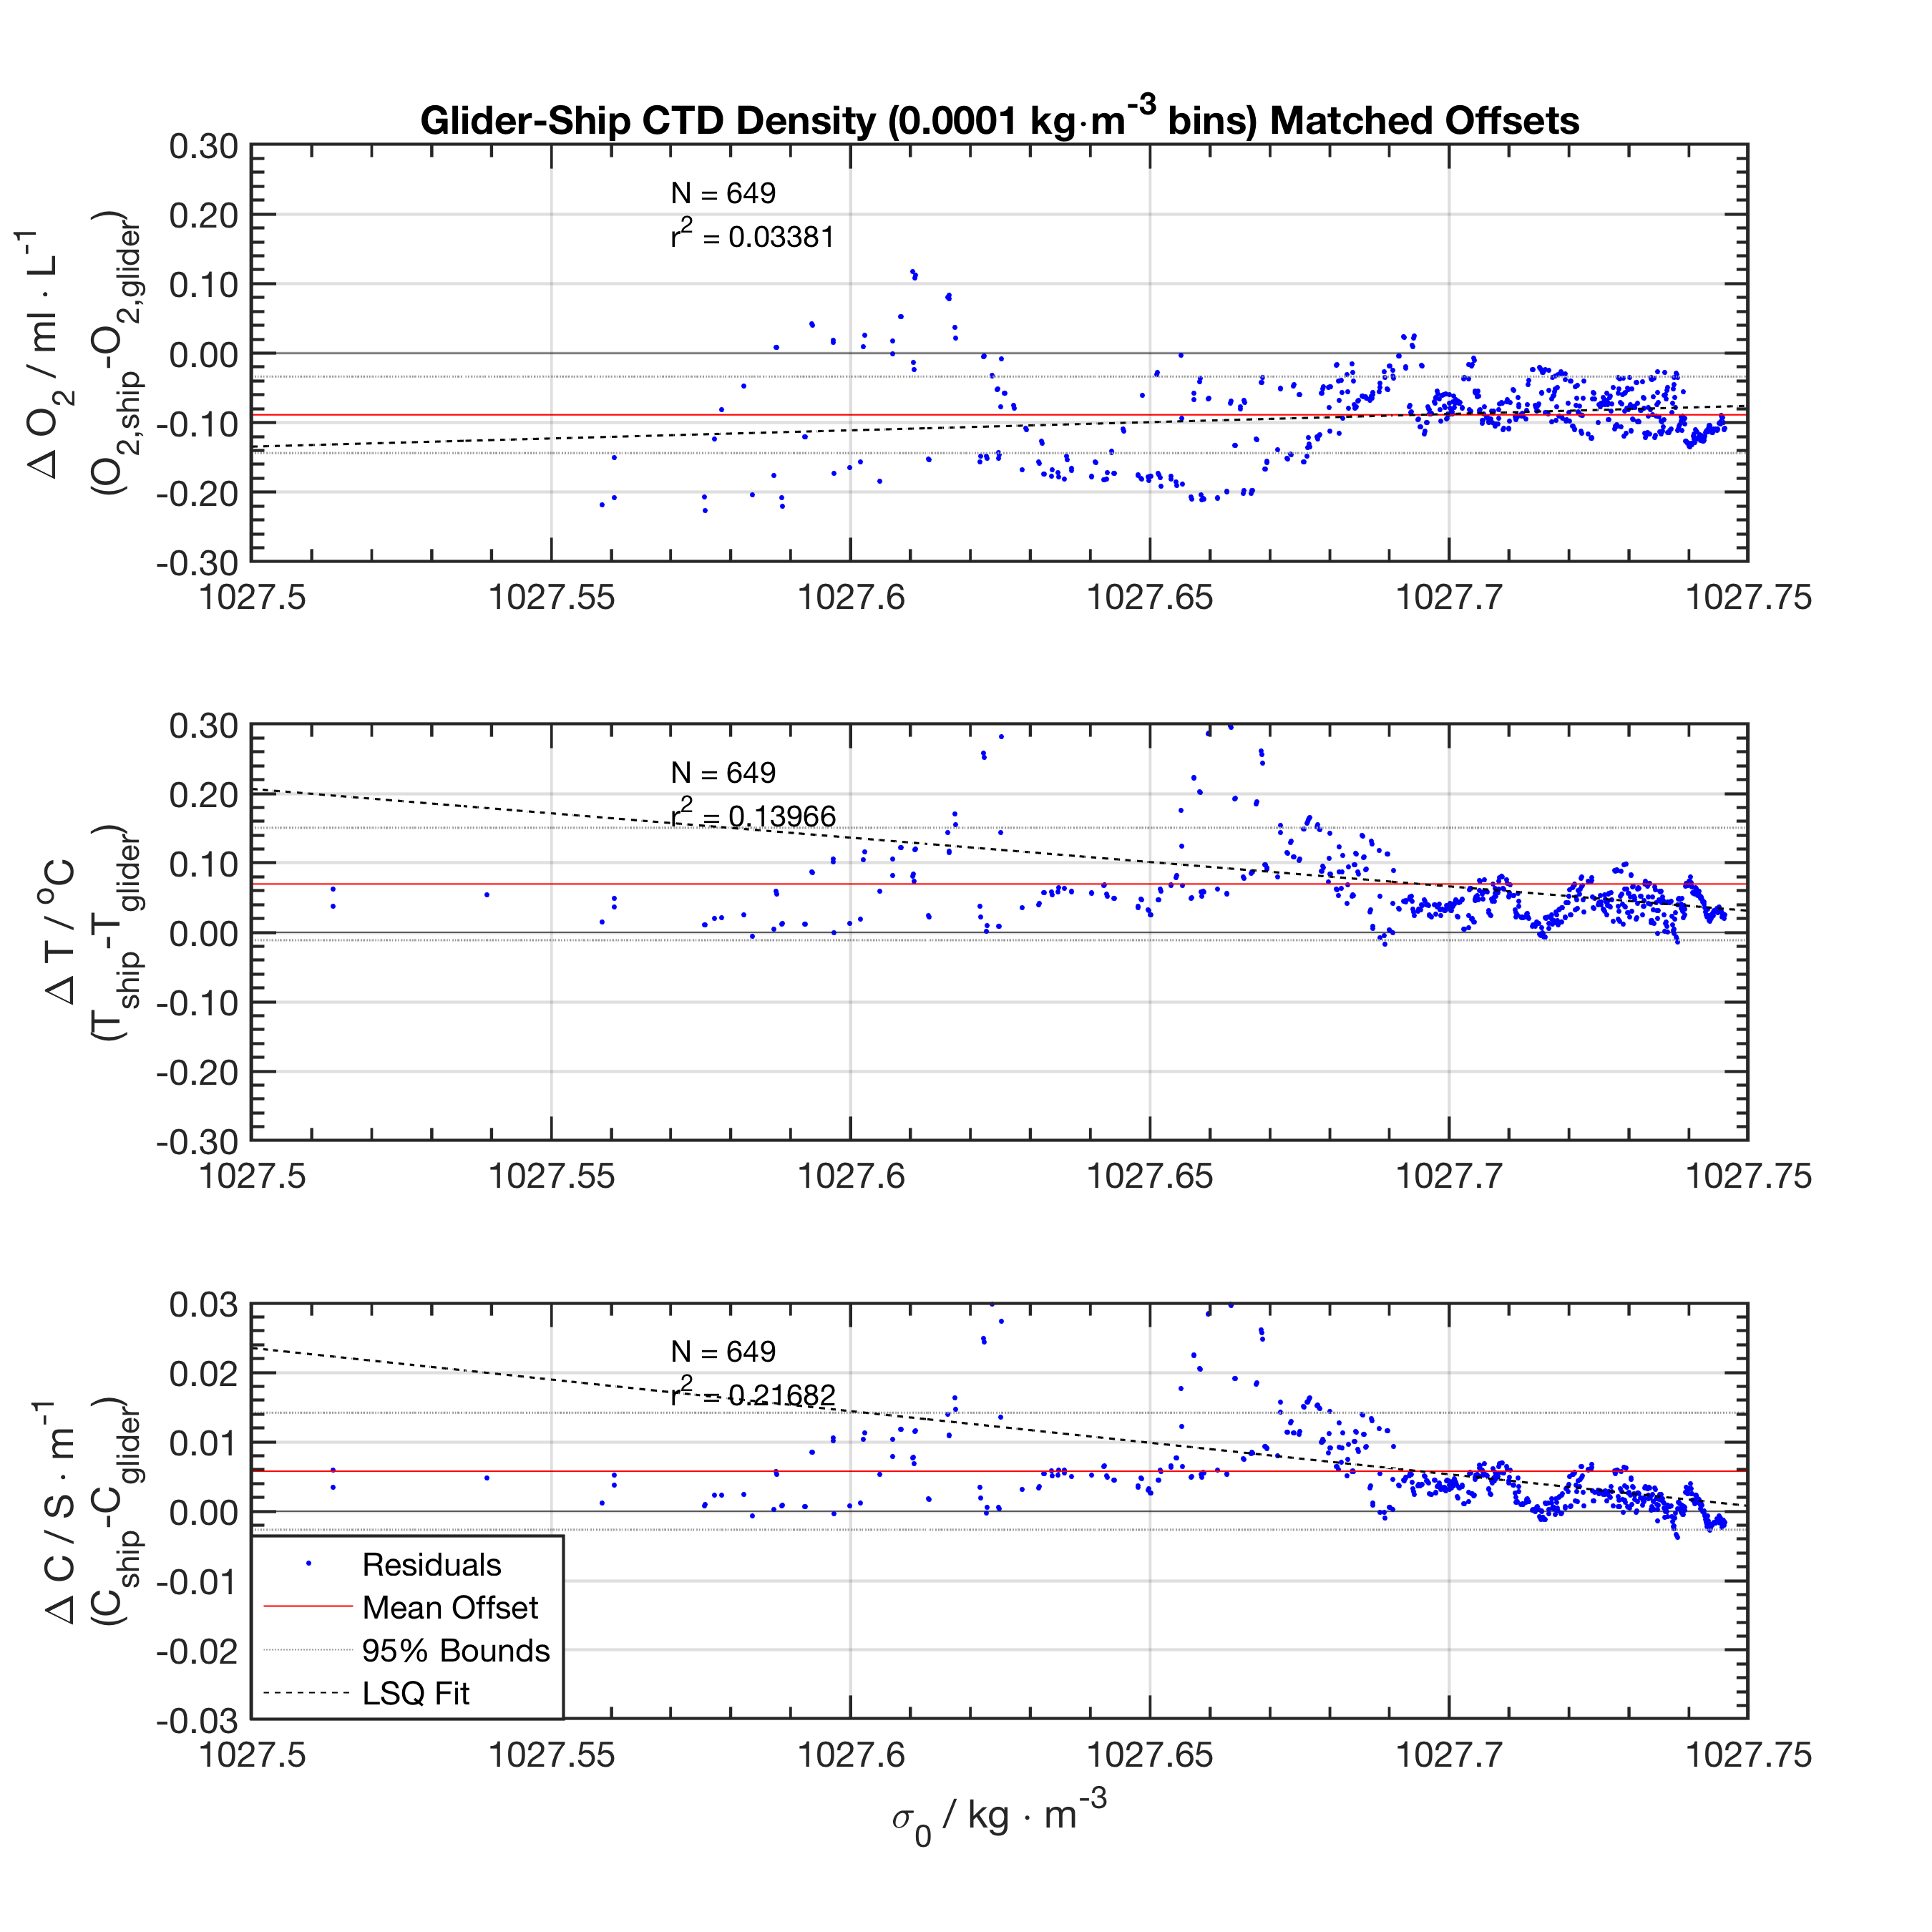 Glider-Ship CTD Density (0.0001 kg·m⁻³ bins) Matched Offsets
Δ O₂ / ml · L⁻¹
(O₂,ship -O₂,glider)
0.30
0.20
0.10
0.00
-0.10
-0.20
-0.30
N = 649
r² = 0.03381
1027.5 1027.55 1027.6 1027.65 1027.7 1027.75
Δ T / °C
(Tship-Tglider)
0.30
0.20
0.10
0.00
-0.10
-0.20
-0.30
N = 649
r² = 0.13966
1027.5 1027.55 1027.6 1027.65 1027.7 1027.75
Δ C / S · m⁻¹
(Cship-Cglider)
0.03
0.02
0.01
0.00
-0.01
-0.02
-0.03
N = 649
r² = 0.21682
Residuals
Mean Offset
95% Bounds
LSQ Fit
1027.5 1027.55 1027.6 1027.65 1027.7 1027.75
σ₀ / kg · m⁻³